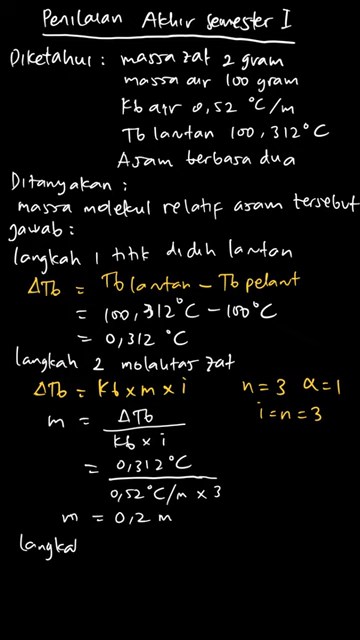 Penilaian Akhir Semester I
Diketahui: massa zat 2 gram
massa air 100 gram
Kb air 0,52 °C/m
Tb larutan 100,312°C
Asam berbasa dua
Ditanyakan:
massa molekul relatif asam tersebut
jawab:
langkah 1 titik didih larutan
ΔTb = Tb larutan - Tb pelarut
= 100,312°C - 100°C
= 0,312 °C
langkah 2 molalitas zat
ΔTb = Kb x m x i n = 3 α = 1
m = ΔTb i = n = 3
Kb x i
= 0,312°C
0,52 °C/m x 3
m = 0,2 m
langkal